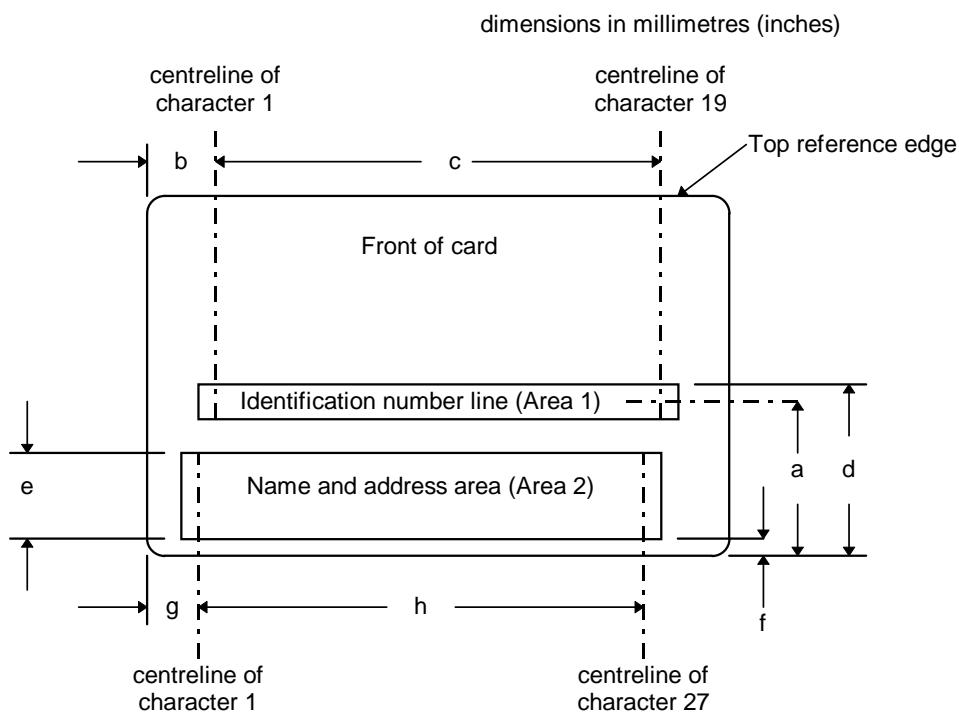 dimensions in millimetres (inches)
centreline of
character 1
centreline of
character 19
b
c
Top reference edge
Front of card
Identification number line (Area 1)
a
d
e
Name and address area (Area 2)
g
h
f
centreline of
character 1
centreline of
character 27